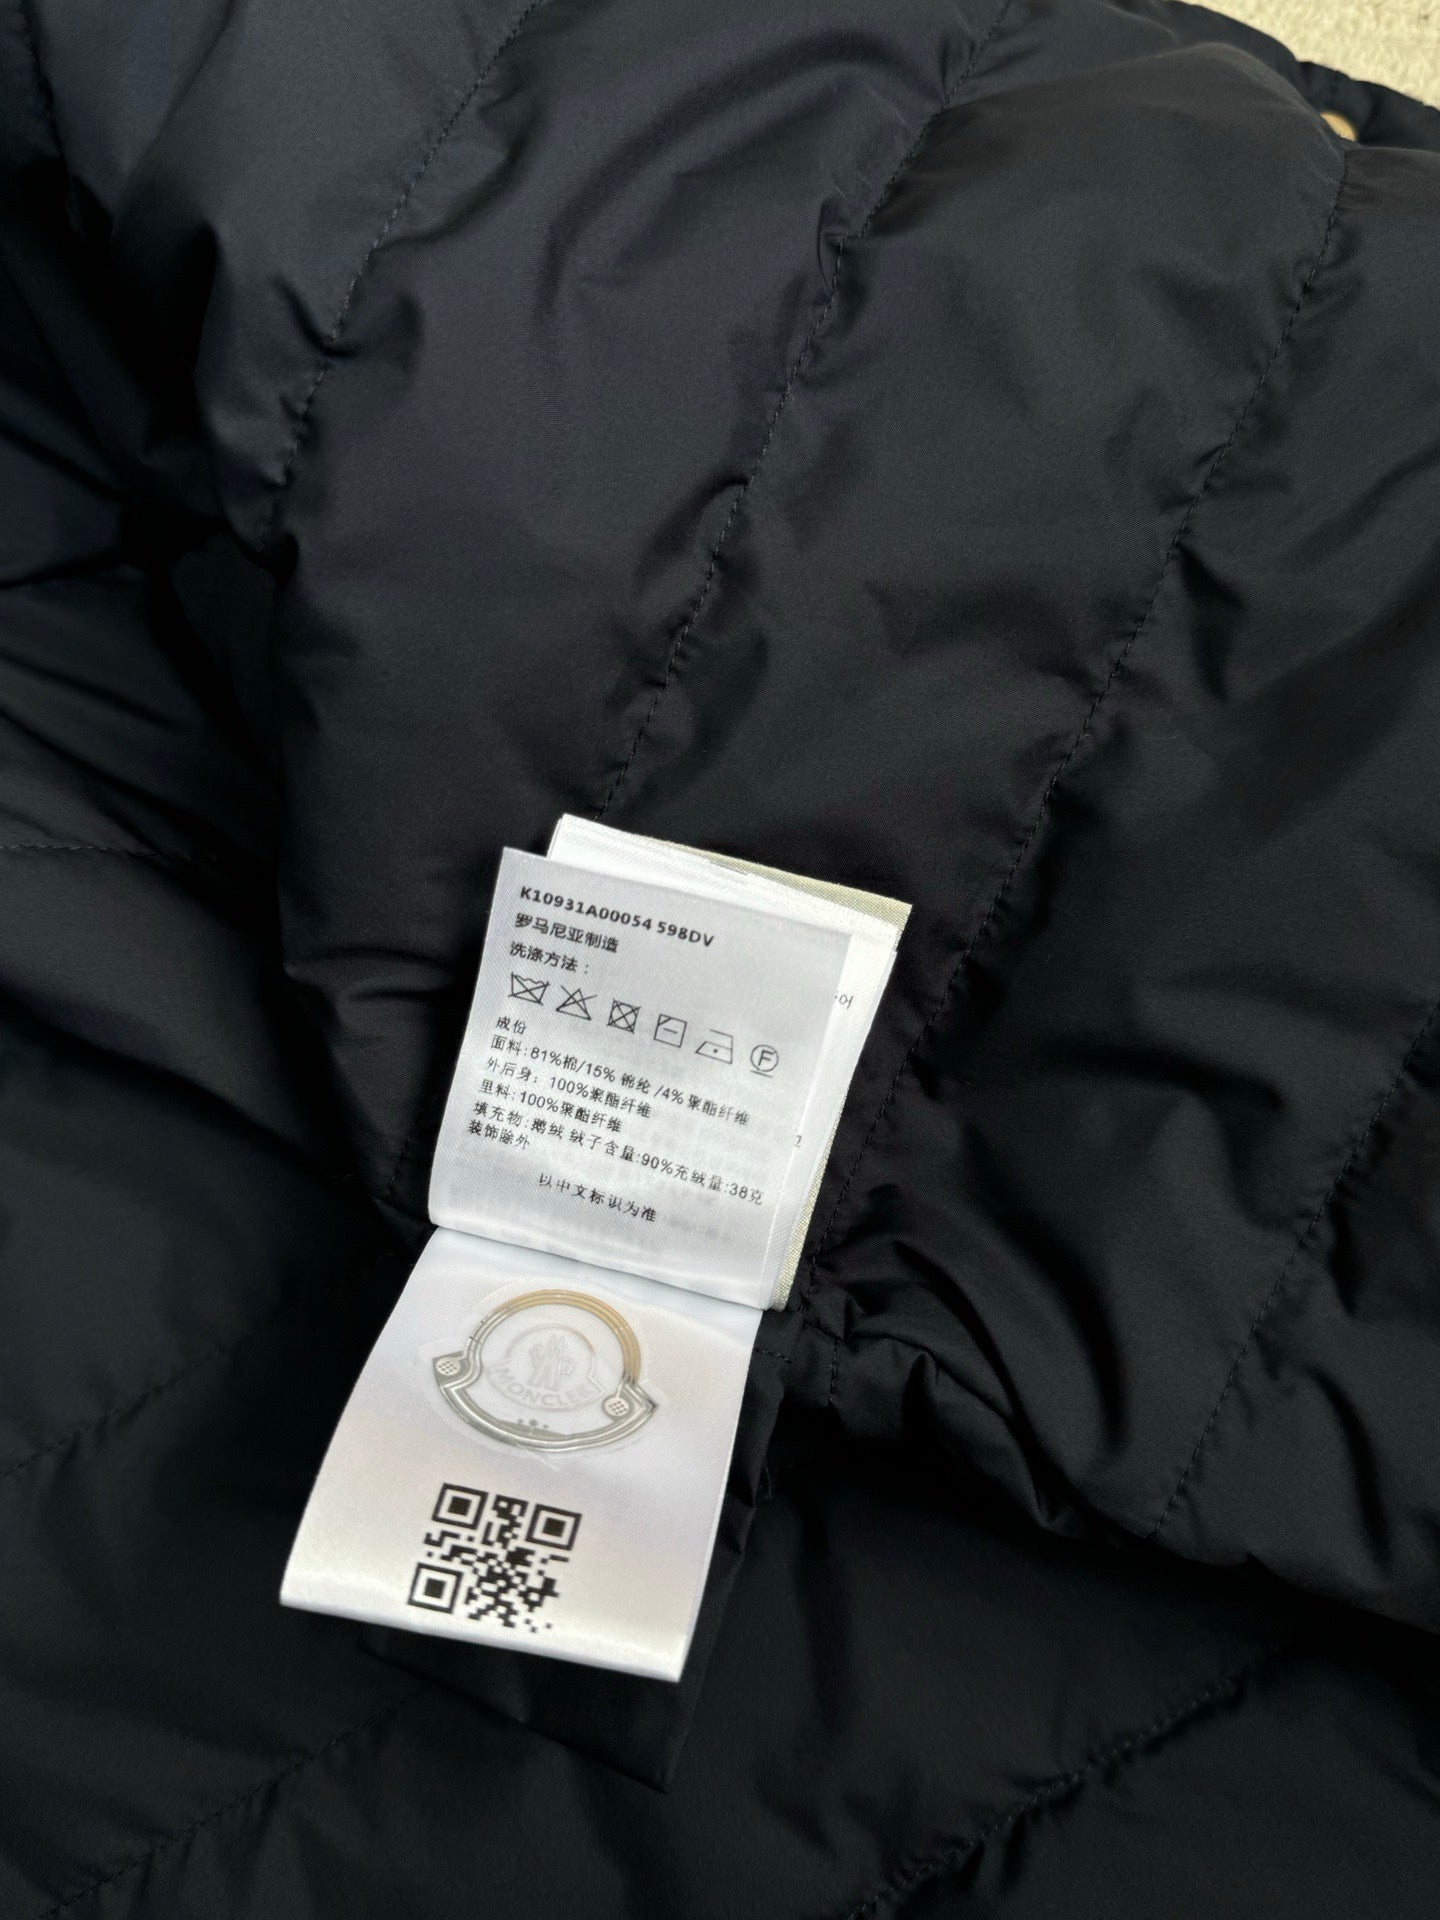 K10931A00054 598DV
罗马尼亚制造
洗涤方法：
F
成份
面料:81%棉/15% 锦纶 /4% 聚酯纤维
外后身：100%聚酯纤维
里料:100%聚酯纤维
填充物:鹅绒 绒子含量:90%充绒量:38克
装饰除外
以中文标识为准
MONCLER